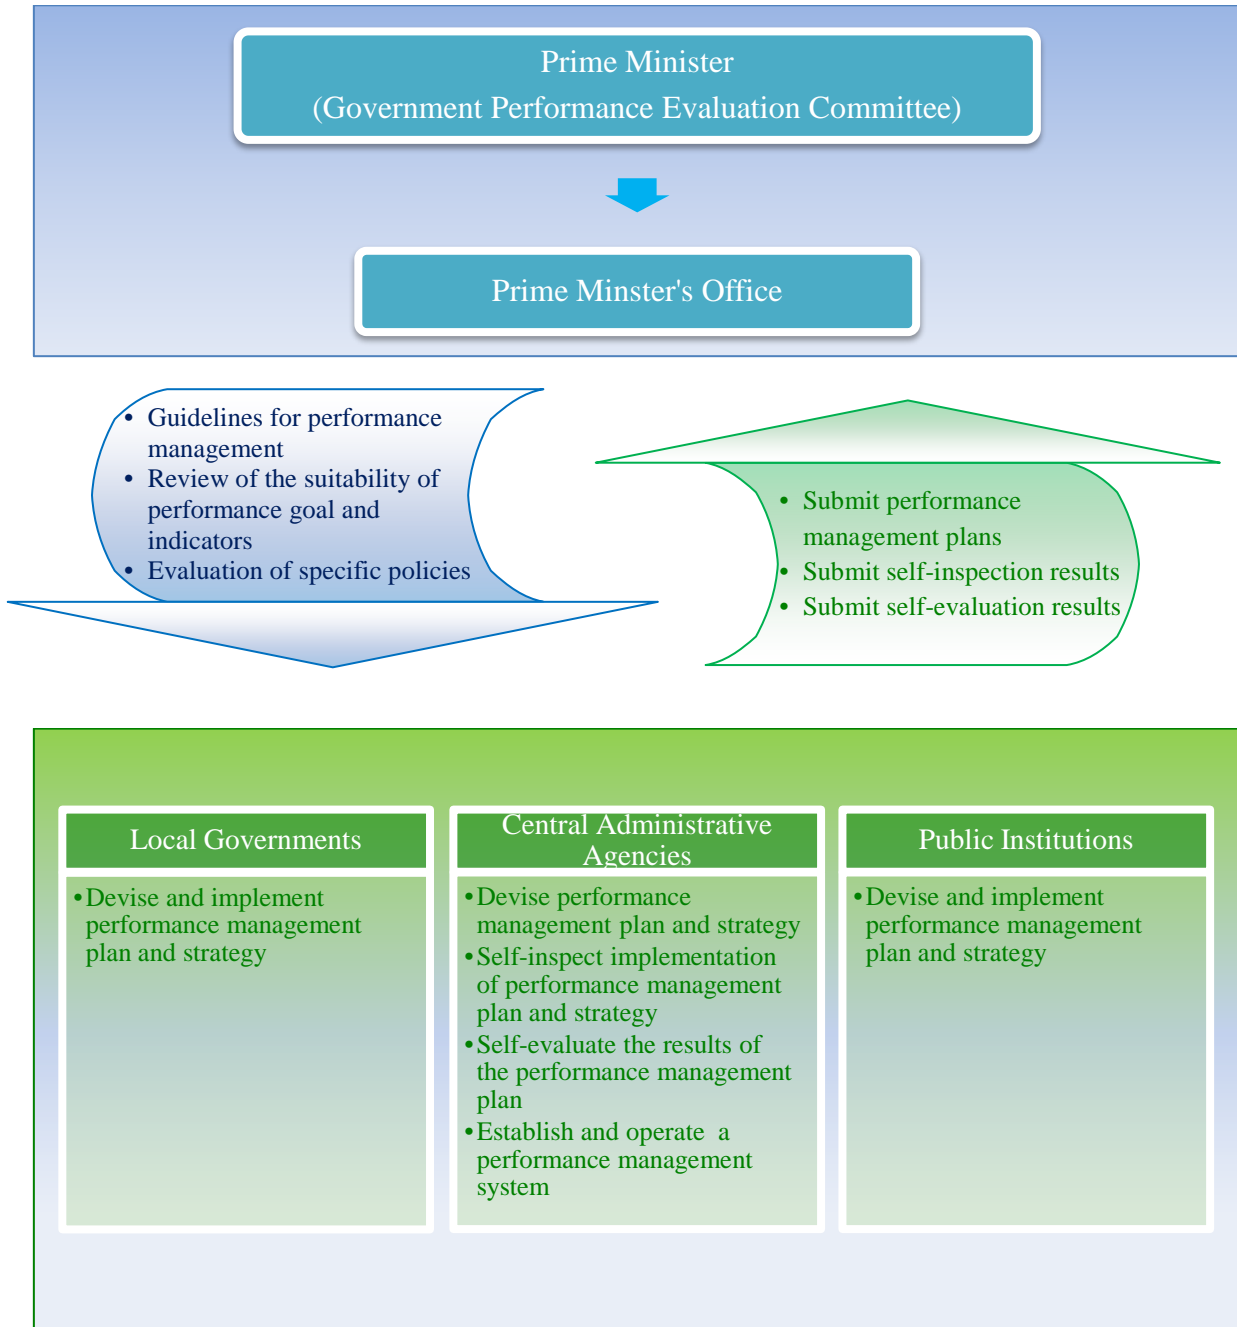 Prime Minister
(Government Performance Evaluation Committee)
Prime Minster's Office
• Guidelines for performance
management
• Review of the suitability of
performance goal and
indicators
• Evaluation of specific policies
• Submit performance
management plans
• Submit self-inspection results
• Submit self-evaluation results
Local Governments
•Devise and implement
performance management
plan and strategy
Central Administrative
Agencies
•Devise performance
management plan and strategy
•Self-inspect implementation
of performance management
plan and strategy
•Self-evaluate the results of
the performance management
plan
•Establish and operate a
performance management
system
Public Institutions
•Devise and implement
performance management
plan and strategy